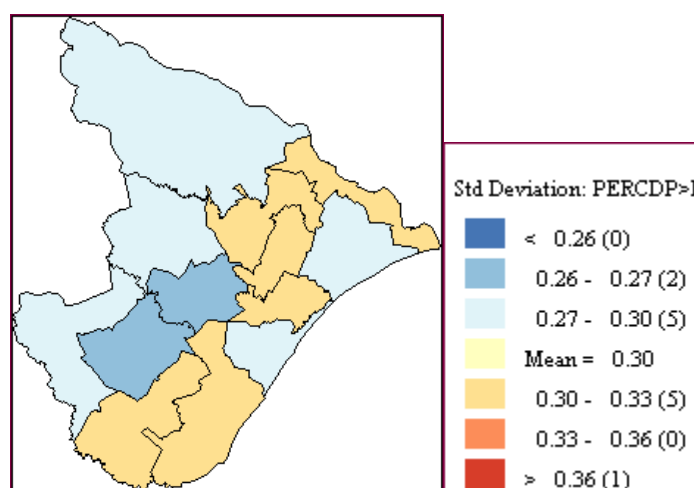 Std Deviation: PERCDP>
< 0.26 (0)
0.26 - 0.27 (2)
0.27 - 0.30 (5)
Mean = 0.30
0.30 - 0.33 (5)
0.33 - 0.36 (0)
> 0.36 (1)